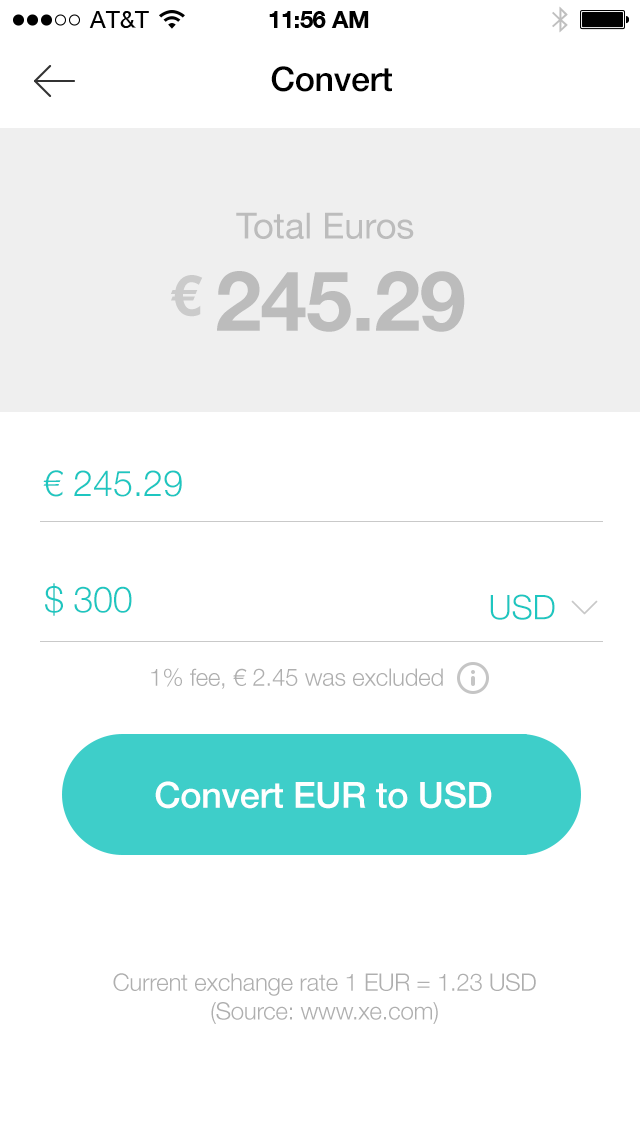 AT&T 11:56 AM
Convert
Total Euros
€ 245.29
€ 245.29
$ 300 USD
1% fee, € 2.45 was excluded
Convert EUR to USD
Current exchange rate 1 EUR = 1.23 USD
(Source: www.xe.com)